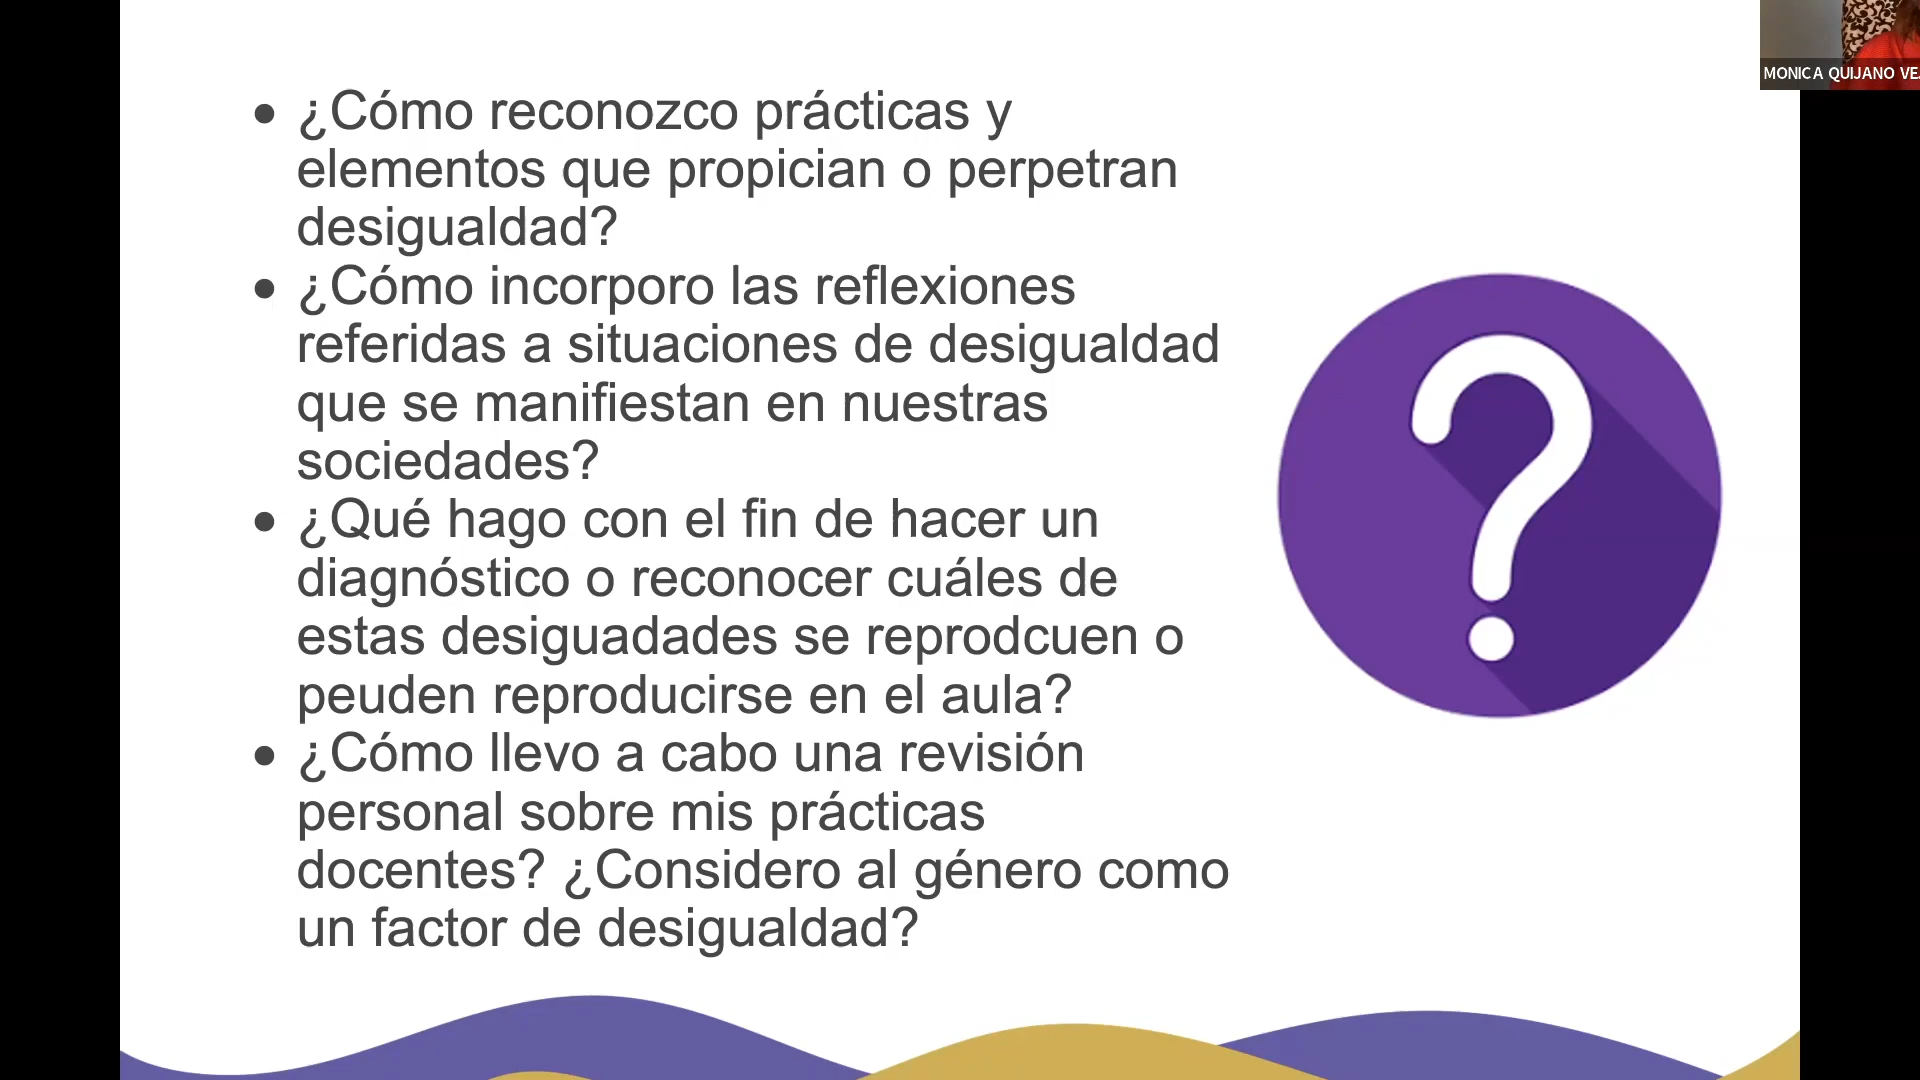 MONICA QUIJANO VE
• ¿Cómo reconozco prácticas y
elementos que propician o perpetran
desigualdad?
• ¿Cómo incorporo las reflexiones
referidas a situaciones de desigualdad
que se manifiestan en nuestras
sociedades?
• ¿Qué hago con el fin de hacer un
diagnóstico o reconocer cuáles de
estas desiguadades se reprodcuen o
peuden reproducirse en el aula?
• ¿Cómo llevo a cabo una revisión
personal sobre mis prácticas
docentes? ¿Considero al género como
un factor de desigualdad?
?